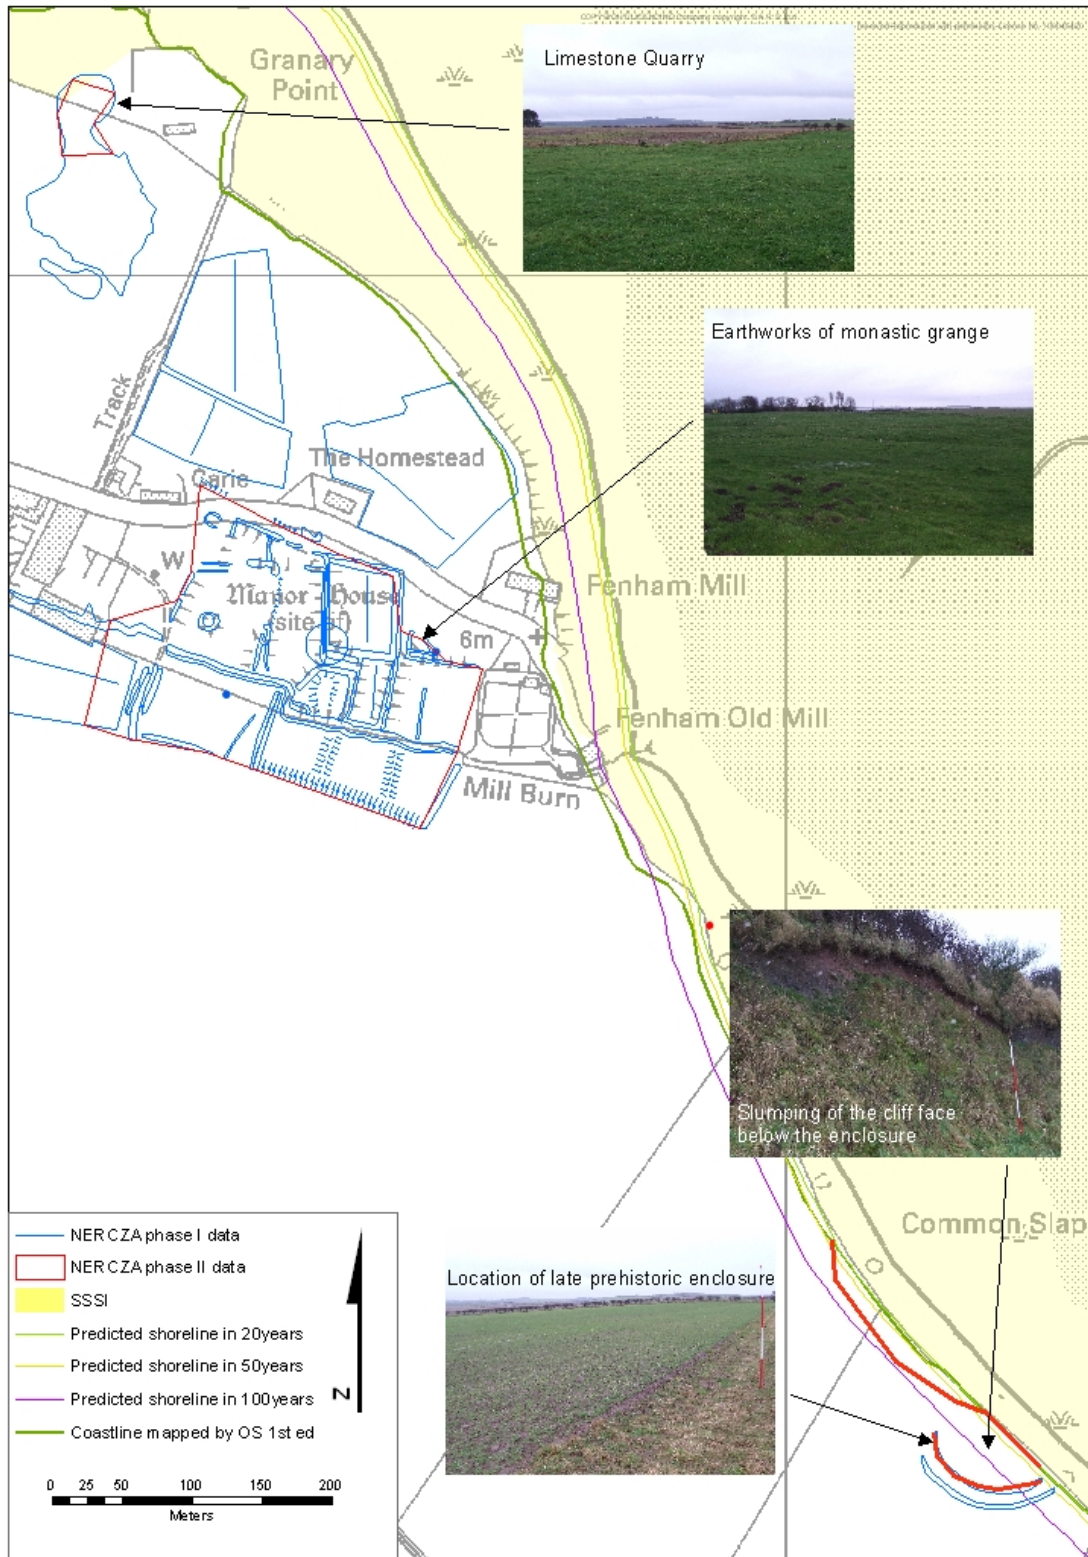 Granary
Point
Limestone Quarry
Earthworks of monastic grange
Track
Carie
The Homestead
W
Manor House
(site of)
6m
Fenham Mill
Fenham Old Mill
Mill Burn
Slumping of the cliff face
below the enclosure
Common Slap
Location of late prehistoric enclosure
NERCZA phase I data
NERCZA phase II data
SSSI
Predicted shoreline in 20years
Predicted shoreline in 50years
Predicted shoreline in 100years
Coastline mapped by OS 1st ed
N
0 25 50 100 150 200
Meters